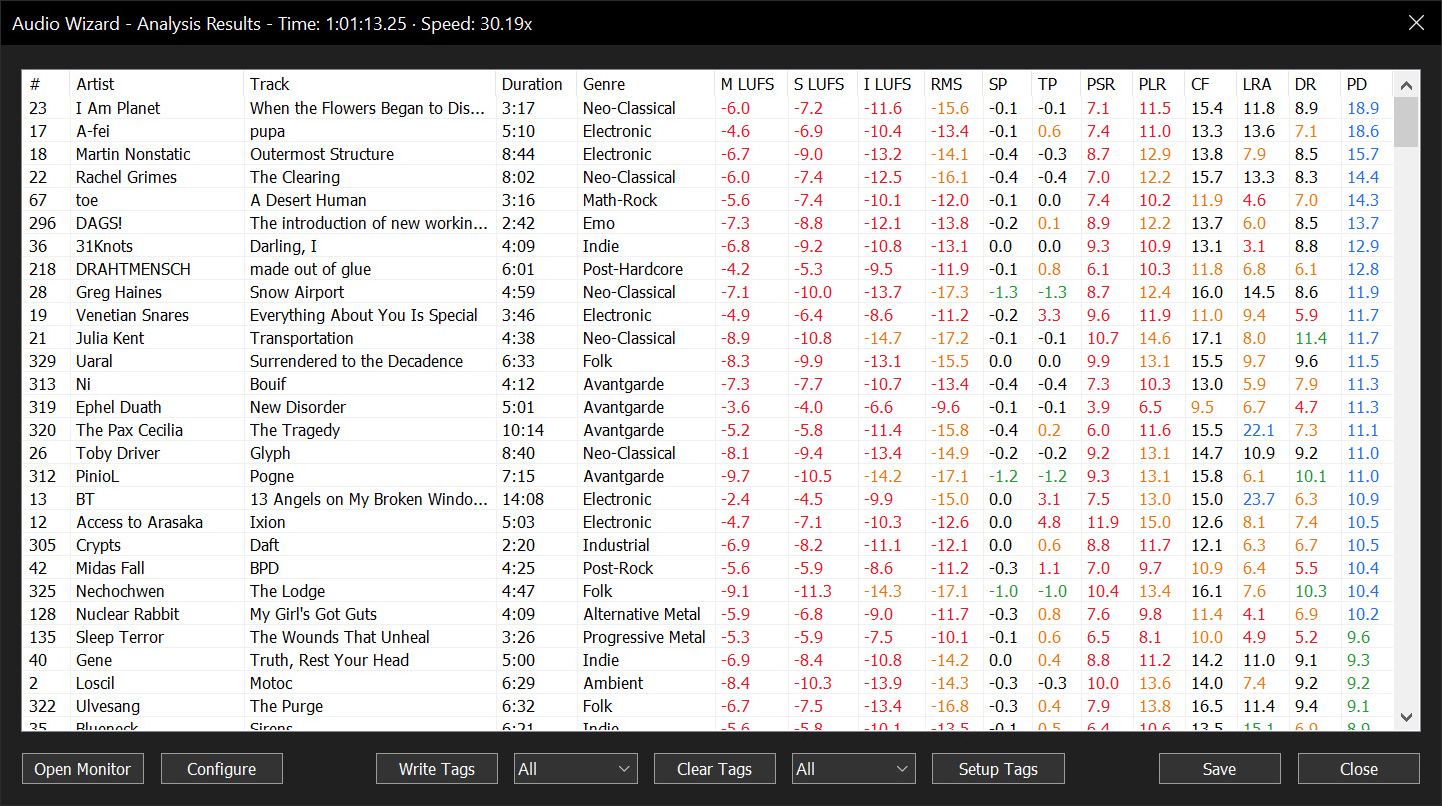 Audio Wizard - Analysis Results - Time: 1:01:13.25 · Speed: 30.19x
# Artist Track Duration Genre M LUFS S LUFS I LUFS RMS SP TP PSR PLR CF LRA DR PD
23 I Am Planet When the Flowers Began to Dis... 3:17 Neo-Classical -6.0 -7.2 -11.6 -15.6 -0.1 -0.1 7.1 11.5 15.4 11.8 8.9 18.9
17 A-fei pupa 5:10 Electronic -4.6 -6.9 -10.4 -13.4 -0.1 0.6 7.4 11.0 13.3 13.6 7.1 18.6
18 Martin Nonstatic Outermost Structure 8:44 Electronic -6.7 -9.0 -13.2 -14.1 -0.4 -0.3 8.7 12.9 13.8 7.9 8.5 15.7
22 Rachel Grimes The Clearing 8:02 Neo-Classical -6.0 -7.4 -12.5 -16.1 -0.4 -0.4 7.0 12.2 15.7 13.3 8.3 14.4
67 toe A Desert Human 3:16 Math-Rock -5.6 -7.4 -10.1 -12.0 -0.1 0.0 7.4 10.2 11.9 4.6 7.0 14.3
296 DAGS! The introduction of new workin... 2:42 Emo -7.3 -8.8 -12.1 -13.8 -0.2 0.1 8.9 12.2 13.7 6.0 8.5 13.7
36 31Knots Darling, I 4:09 Indie -6.8 -9.2 -10.8 -13.1 0.0 0.0 9.3 10.9 13.1 3.1 8.8 12.9
218 DRAHTMENSCH made out of glue 6:01 Post-Hardcore -4.2 -5.3 -9.5 -11.9 -0.1 0.8 6.1 10.3 11.8 6.8 6.1 12.8
28 Greg Haines Snow Airport 4:59 Neo-Classical -7.1 -10.0 -13.7 -17.3 -1.3 -1.3 8.7 12.4 16.0 14.5 8.6 11.9
19 Venetian Snares Everything About You Is Special 3:46 Electronic -4.9 -6.4 -8.6 -11.2 -0.2 3.3 9.6 11.9 11.0 9.4 5.9 11.7
21 Julia Kent Transportation 4:38 Neo-Classical -8.9 -10.8 -14.7 -17.2 -0.1 -0.1 10.7 14.6 17.1 8.0 11.4 11.7
329 Uaral Surrendered to the Decadence 6:33 Folk -8.3 -9.9 -13.1 -15.5 0.0 0.0 9.9 13.1 15.5 9.7 9.6 11.5
313 Ni Bouif 4:12 Avantgarde -7.3 -7.7 -10.7 -13.4 -0.4 -0.4 7.3 10.3 13.0 5.9 7.9 11.3
319 Ephel Duath New Disorder 5:01 Avantgarde -3.6 -4.0 -6.6 -9.6 -0.1 -0.1 3.9 6.5 9.5 6.7 4.7 11.3
320 The Pax Cecilia The Tragedy 10:14 Avantgarde -5.2 -5.8 -11.4 -15.8 -0.4 0.2 6.0 11.6 15.5 22.1 7.3 11.1
26 Toby Driver Glyph 8:40 Neo-Classical -8.1 -9.4 -13.4 -14.9 -0.2 -0.2 9.2 13.1 14.7 10.9 9.2 11.0
312 PinioL Pogne 7:15 Avantgarde -9.7 -10.5 -14.2 -17.1 -1.2 -1.2 9.3 13.1 15.8 6.1 10.1 11.0
13 BT 13 Angels on My Broken Windo... 14:08 Electronic -2.4 -4.5 -9.9 -15.0 0.0 3.1 7.5 13.0 15.0 23.7 6.3 10.9
12 Access to Arasaka Ixion 5:03 Electronic -4.7 -7.1 -10.3 -12.6 0.0 4.8 11.9 15.0 12.6 8.1 7.4 10.5
305 Crypts Daft 2:20 Industrial -6.9 -8.2 -11.1 -12.1 0.0 0.6 8.8 11.7 12.1 6.3 6.7 10.5
42 Midas Fall BPD 4:25 Post-Rock -5.6 -5.9 -8.6 -11.2 -0.3 1.1 7.0 9.7 10.9 6.4 5.5 10.4
325 Nechochwen The Lodge 4:47 Folk -9.1 -11.3 -14.3 -17.1 -1.0 -1.0 10.4 13.4 16.1 7.6 10.3 10.4
128 Nuclear Rabbit My Girl's Got Guts 4:09 Alternative Metal -5.9 -6.8 -9.0 -11.7 -0.3 0.8 7.6 9.8 11.4 4.1 6.9 10.2
135 Sleep Terror The Wounds That Unheal 3:26 Progressive Metal -5.3 -5.9 -7.5 -10.1 -0.1 0.6 6.5 8.1 10.0 4.9 5.2 9.6
40 Gene Truth, Rest Your Head 5:00 Indie -6.9 -8.4 -10.8 -14.2 0.0 0.4 8.8 11.2 14.2 11.0 9.1 9.3
2 Loscil Motoc 6:29 Ambient -8.4 -10.3 -13.9 -14.3 -0.3 -0.3 10.0 13.6 14.0 7.4 9.2 9.2
322 Ulvesang The Purge 6:32 Folk -6.7 -7.5 -13.4 -16.8 -0.3 0.4 7.9 13.8 16.5 11.4 9.4 9.1
35 Blueneck Sirens 6:21 Indie -5.6 -5.8 -10.1 -13.5 -0.1 0.5 6.4 10.6 13.5 15.1 6.9 8.9
Open Monitor Configure Write Tags All Clear Tags All Setup Tags Save Close